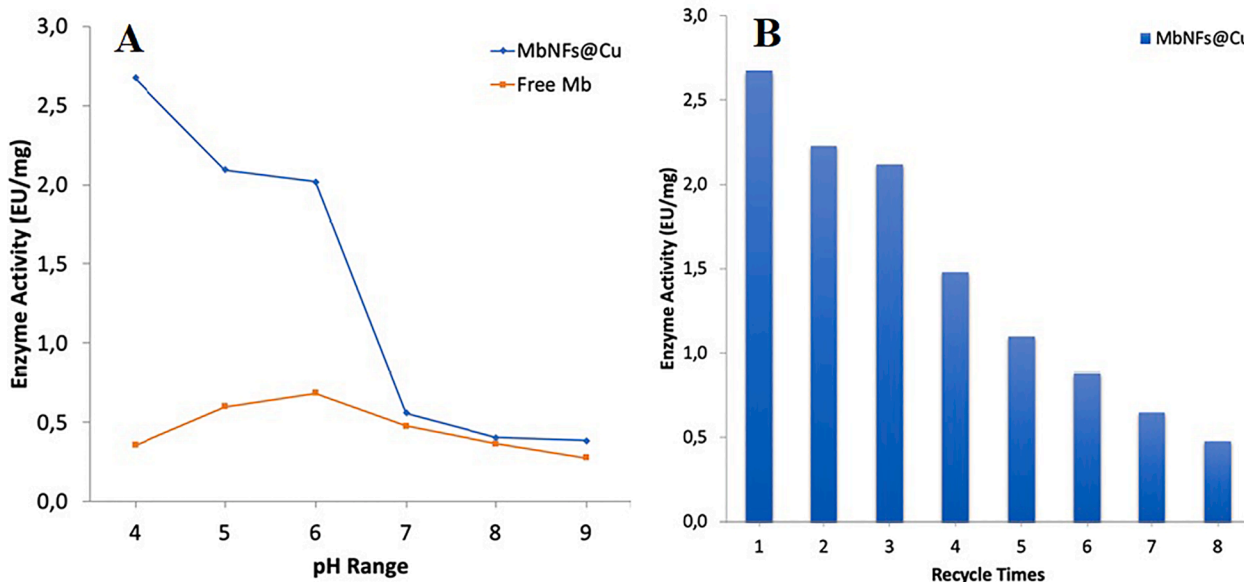 A
MbNFs@Cu
Free Mb
Enzyme Activity (EU/mg)
3,0
2,5
2,0
1,5
1,0
0,5
0,0
4 5 6 7 8 9
pH Range
B
MbNFs@Cu
Enzyme Activity (EU/mg)
3,0
2,5
2,0
1,5
1,0
0,5
0,0
1 2 3 4 5 6 7 8
Recycle Times